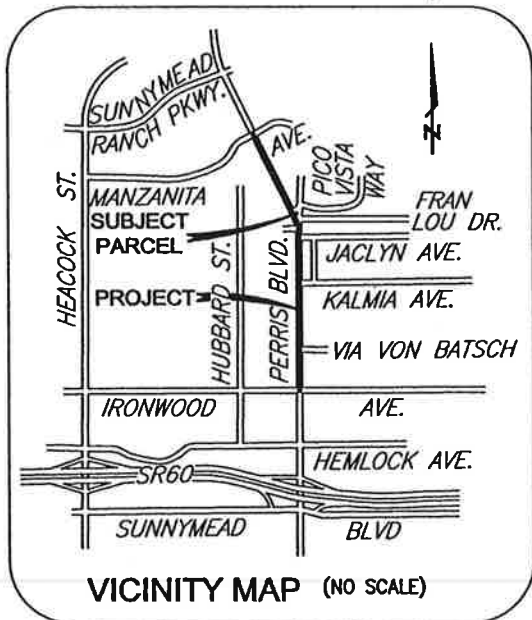 SUNNYMEAD
RANCH PKWY.
AVE.
N
PICO
VISTA
WAY
HEACOCK ST.
MANZANITA
FRAN
LOU DR.
SUBJECT
PARCEL
HUBBARD ST.
PERRIS BLVD.
JACLYN AVE.
PROJECT
KALMIA AVE.
VIA VON BATSCH
IRONWOOD AVE.
HEMLOCK AVE.
SR60
SUNNYMEAD BLVD
VICINITY MAP (NO SCALE)